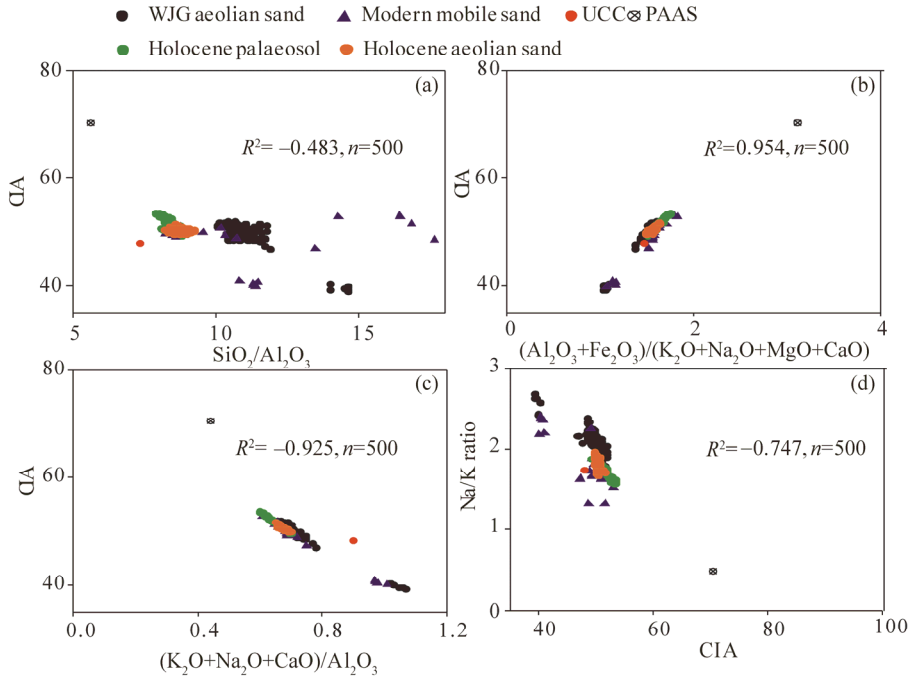 WJG aeolian sand Modern mobile sand UCC PAAS
Holocene palaeosol Holocene aeolian sand
80
60
40
CIA
(a)
R²= –0.483, n=500
5 10 15
SiO₂/Al₂O₃
80
60
40
CIA
(b)
R²=0.954, n=500
0 2 4
(Al₂O₃+Fe₂O₃)/(K₂O+Na₂O+MgO+CaO)
80
60
40
CIA
(c)
R²= –0.925, n=500
0.0 0.4 0.8 1.2
(K₂O+Na₂O+CaO)/Al₂O₃
3
2
1
0
Na/K ratio
(d)
R²= –0.747, n=500
40 60 80 100
CIA